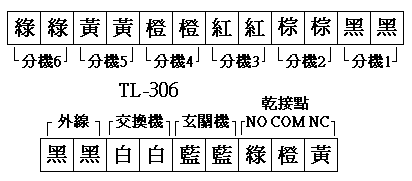 綠 綠 黃 黃 橙 橙 紅 紅 棕 棕 黑 黑
分機6 分機5 分機4 分機3 分機2 分機1
TL-306
乾接點
外線 交換機 玄關機 NO COM NC
黑 黑 白 白 藍 藍 綠 橙 黃